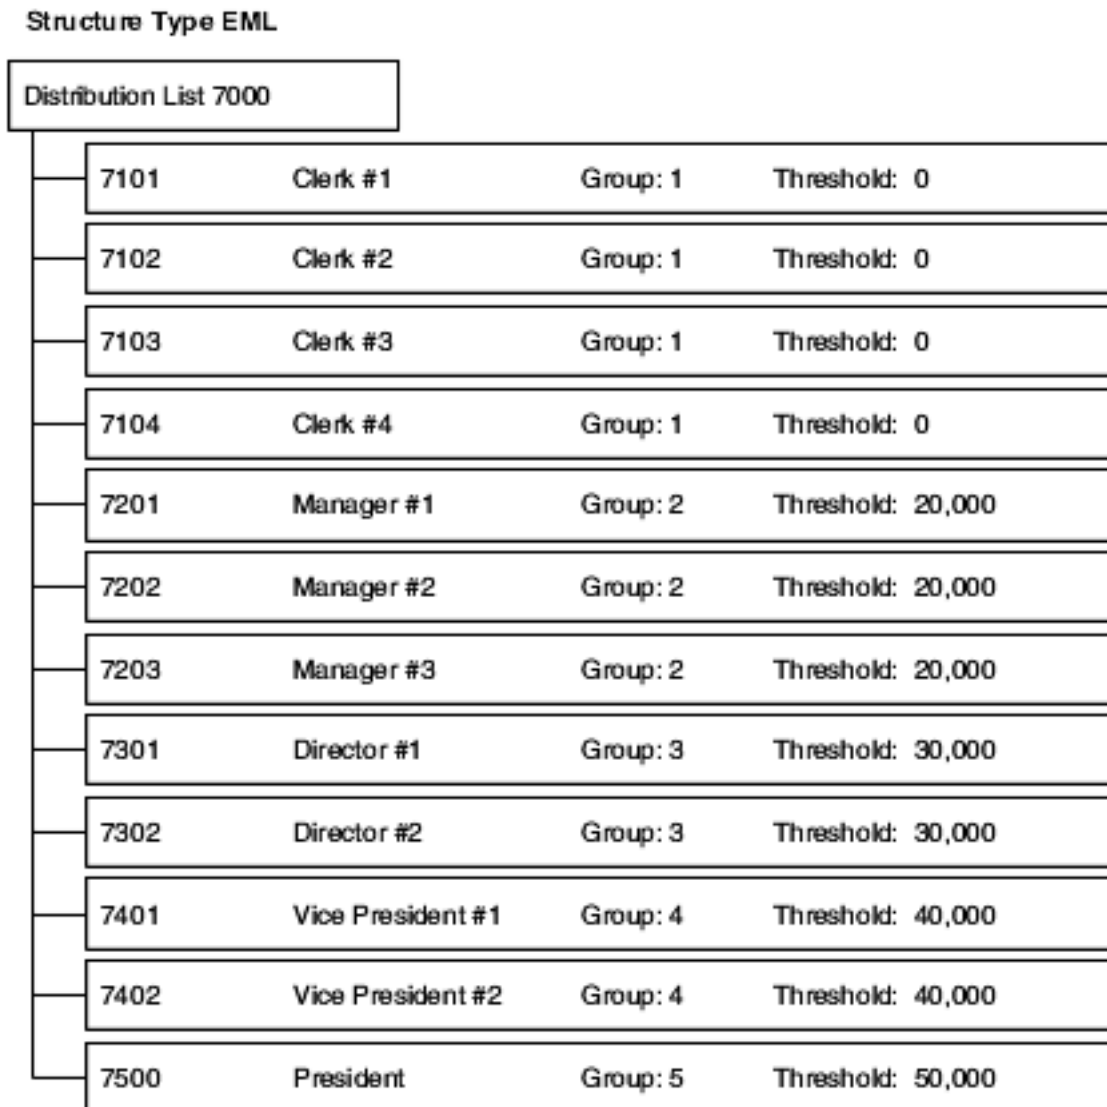 Structure Type EML
Distribution List 7000
7101 Clerk #1 Group: 1 Threshold: 0
7102 Clerk #2 Group: 1 Threshold: 0
7103 Clerk #3 Group: 1 Threshold: 0
7104 Clerk #4 Group: 1 Threshold: 0
7201 Manager #1 Group: 2 Threshold: 20,000
7202 Manager #2 Group: 2 Threshold: 20,000
7203 Manager #3 Group: 2 Threshold: 20,000
7301 Director #1 Group: 3 Threshold: 30,000
7302 Director #2 Group: 3 Threshold: 30,000
7401 Vice President #1 Group: 4 Threshold: 40,000
7402 Vice President #2 Group: 4 Threshold: 40,000
7500 President Group: 5 Threshold: 50,000